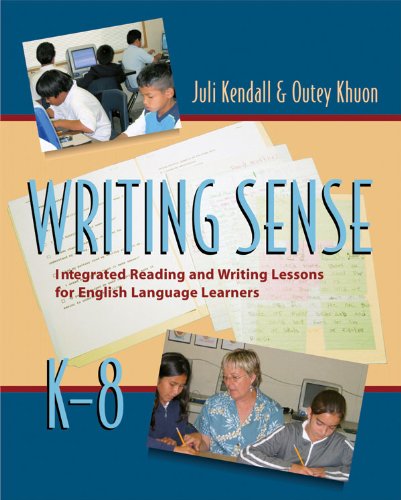 Juli Kendall & Outey Khuon
WRITING SENSE
Integrated Reading and Writing Lessons
for English Language Learners
K–8